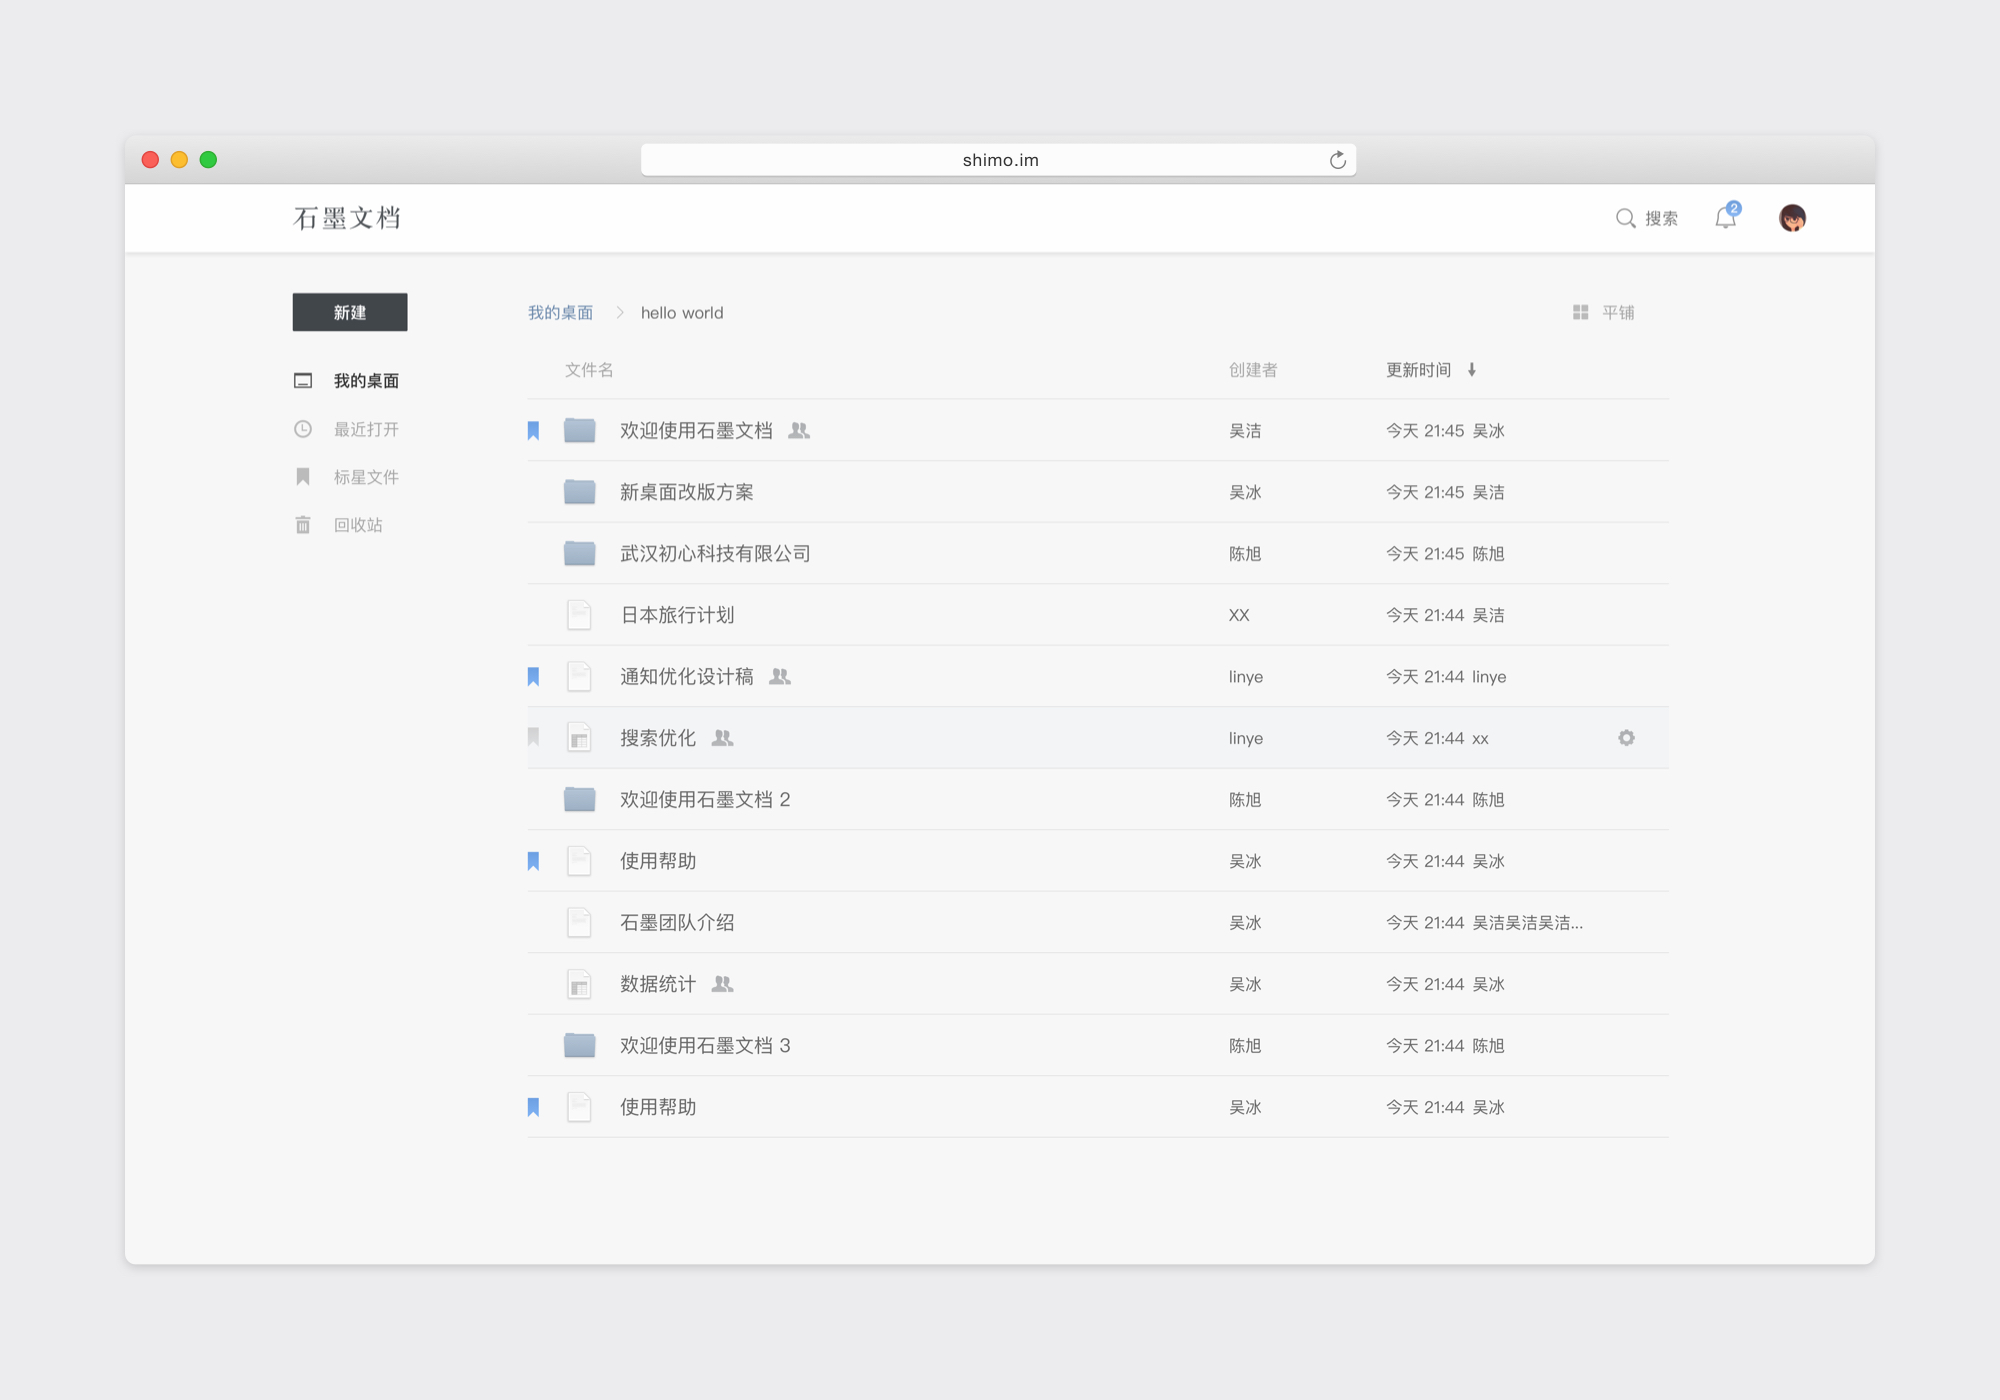 shimo.im
石墨文档
搜索
2
新建
我的桌面
最近打开
标星文件
回收站
我的桌面 hello world
平铺
文件名 创建者 更新时间
欢迎使用石墨文档 吴洁 今天 21:45 吴冰
新桌面改版方案 吴冰 今天 21:45 吴洁
武汉初心科技有限公司 陈旭 今天 21:45 陈旭
日本旅行计划 XX 今天 21:44 吴洁
通知优化设计稿 linye 今天 21:44 linye
搜索优化 linye 今天 21:44 xx
欢迎使用石墨文档 2 陈旭 今天 21:44 陈旭
使用帮助 吴冰 今天 21:44 吴冰
石墨团队介绍 吴冰 今天 21:44 吴洁吴洁吴洁...
数据统计 吴冰 今天 21:44 吴冰
欢迎使用石墨文档 3 陈旭 今天 21:44 陈旭
使用帮助 吴冰 今天 21:44 吴冰